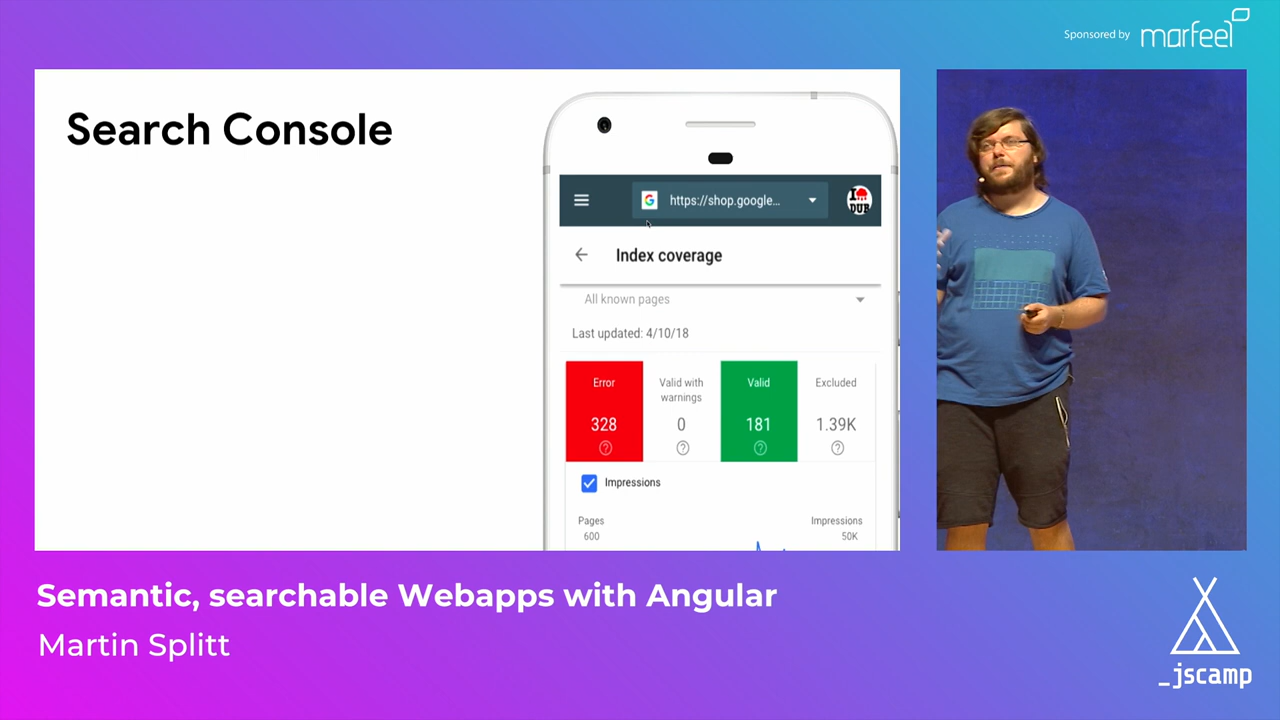 Sponsored by marfeel
Search Console
https://shop.google...
I DUB
Index coverage
All known pages
Last updated: 4/10/18
Error
Valid with warnings
Valid
Excluded
328
0
181
1.39K
Impressions
Pages
Impressions
600
50K
Semantic, searchable Webapps with Angular
Martin Splitt
_jscamp